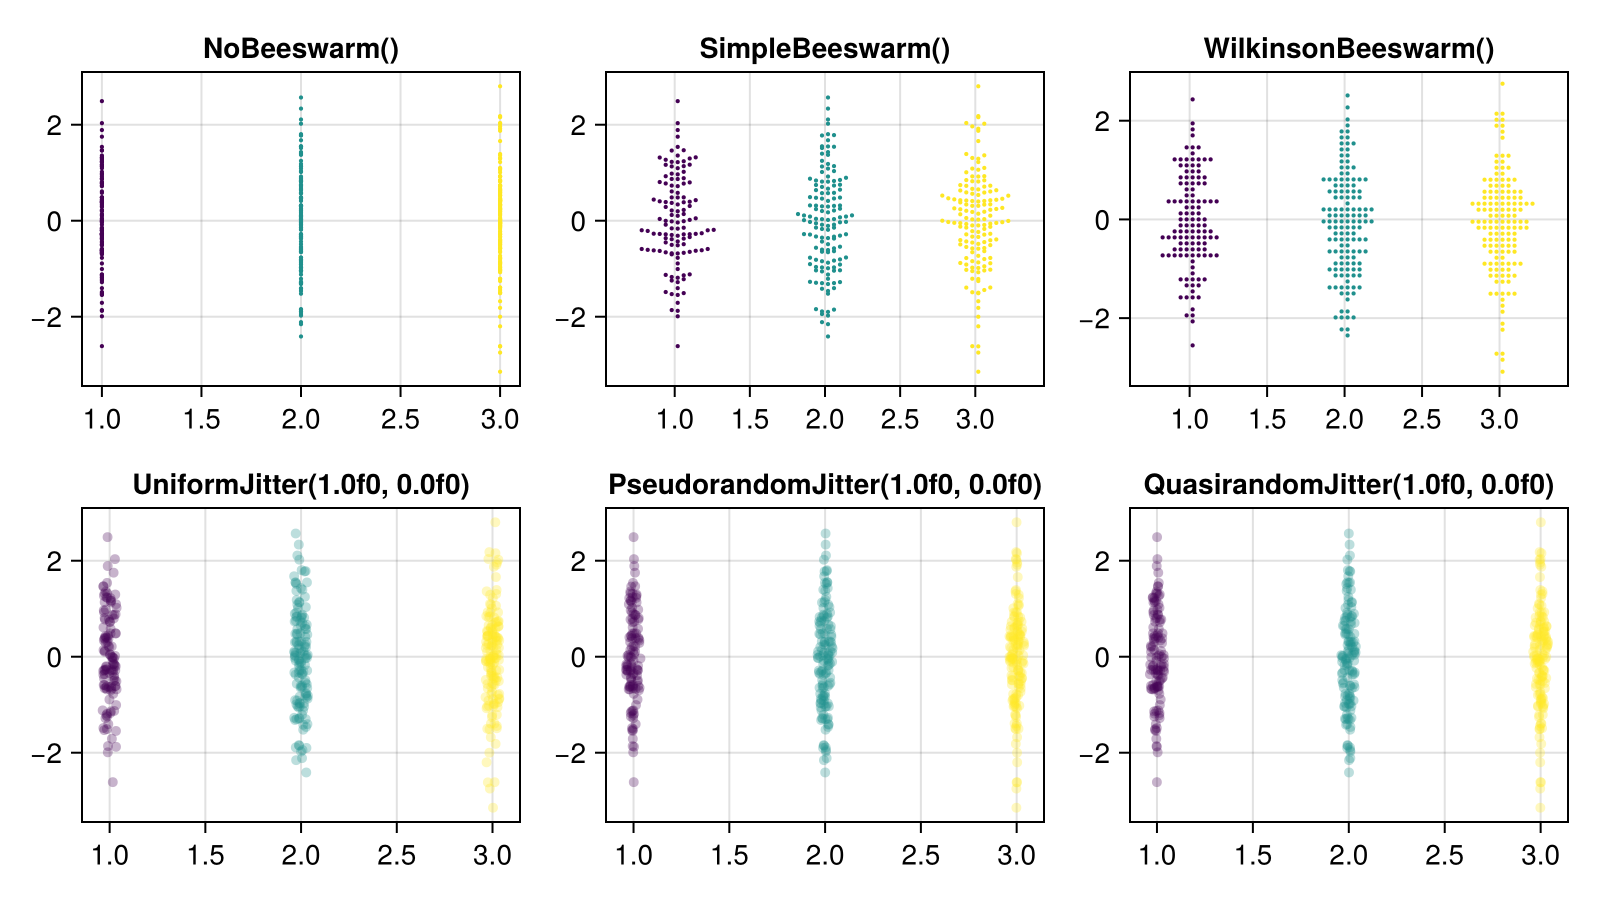 NoBeeswarm()
2
0
−2
1.0 1.5 2.0 2.5 3.0
SimpleBeeswarm()
2
0
−2
1.0 1.5 2.0 2.5 3.0
WilkinsonBeeswarm()
2
0
−2
1.0 1.5 2.0 2.5 3.0
UniformJitter(1.0f0, 0.0f0)
2
0
−2
1.0 1.5 2.0 2.5 3.0
PseudorandomJitter(1.0f0, 0.0f0)
2
0
−2
1.0 1.5 2.0 2.5 3.0
QuasirandomJitter(1.0f0, 0.0f0)
2
0
−2
1.0 1.5 2.0 2.5 3.0